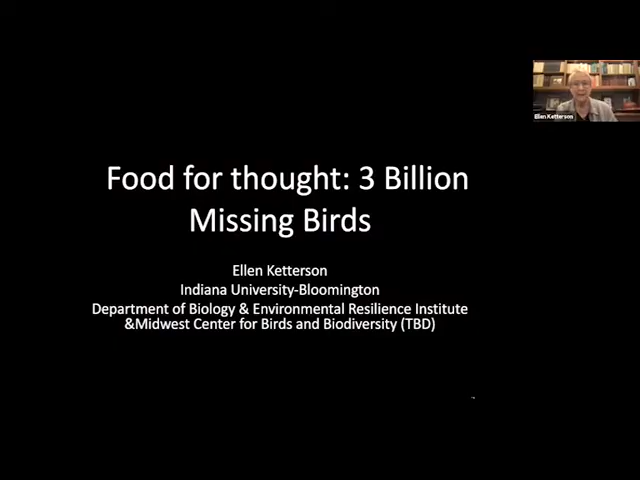 Food for thought: 3 Billion
Missing Birds
Ellen Ketterson
Indiana University-Bloomington
Department of Biology & Environmental Resilience Institute
&Midwest Center for Birds and Biodiversity (TBD)
Ellen Ketterson